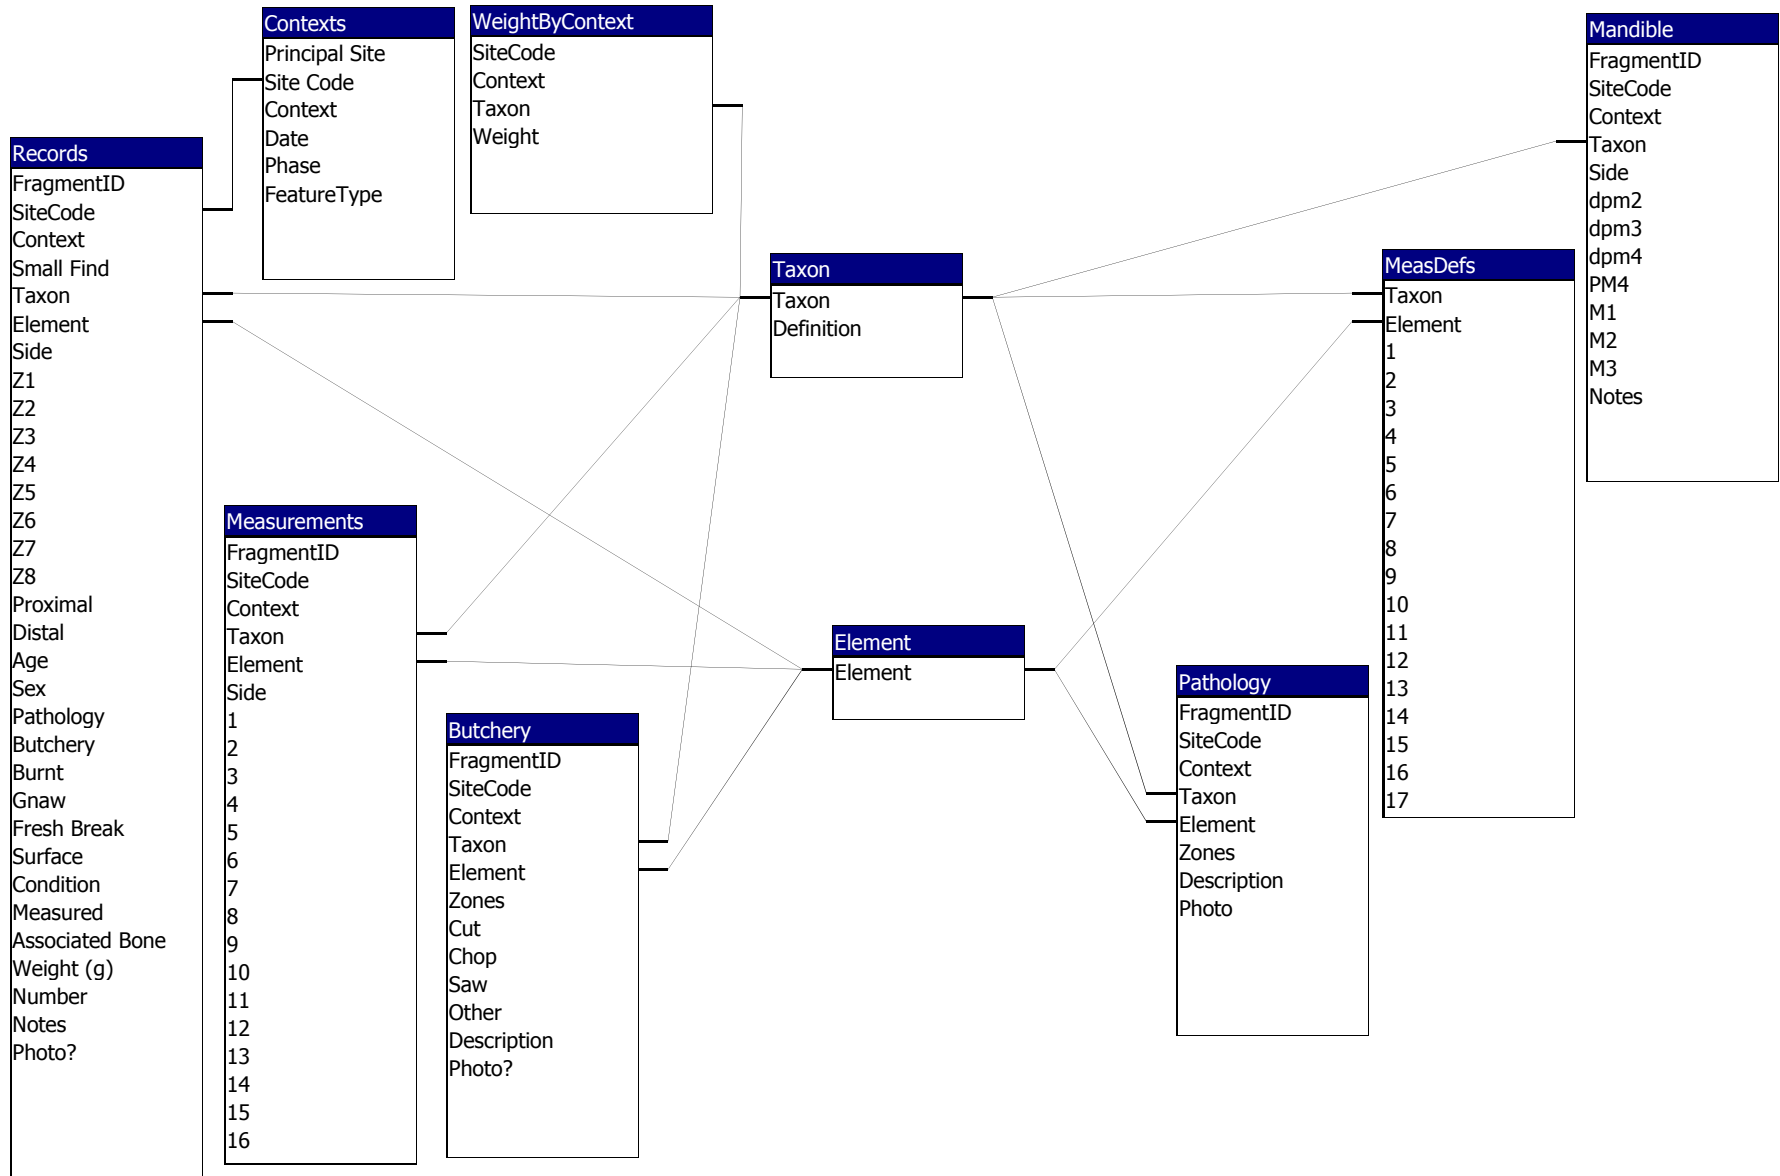 Contexts
Principal Site
Site Code
Context
Date
Phase
FeatureType
WeightByContext
SiteCode
Context
Taxon
Weight
Mandible
FragmentID
SiteCode
Context
Taxon
Side
dpm2
dpm3
dpm4
PM4
M1
M2
M3
Notes
Records
FragmentID
SiteCode
Context
Small Find
Taxon
Element
Side
Z1
Z2
Z3
Z4
Z5
Z6
Z7
Z8
Proximal
Distal
Age
Sex
Pathology
Butchery
Burnt
Gnaw
Fresh Break
Surface
Condition
Measured
Associated Bone
Weight (g)
Number
Notes
Photo?
Taxon
Taxon
Definition
MeasDefs
Taxon
Element
1
2
3
4
5
6
7
8
9
10
11
12
13
14
15
16
17
Measurements
FragmentID
SiteCode
Context
Taxon
Element
Side
1
2
3
4
5
6
7
8
9
10
11
12
13
14
15
16
Element
Element
Pathology
FragmentID
SiteCode
Context
Taxon
Element
Zones
Description
Photo
Butchery
FragmentID
SiteCode
Context
Taxon
Element
Zones
Cut
Chop
Saw
Other
Description
Photo?